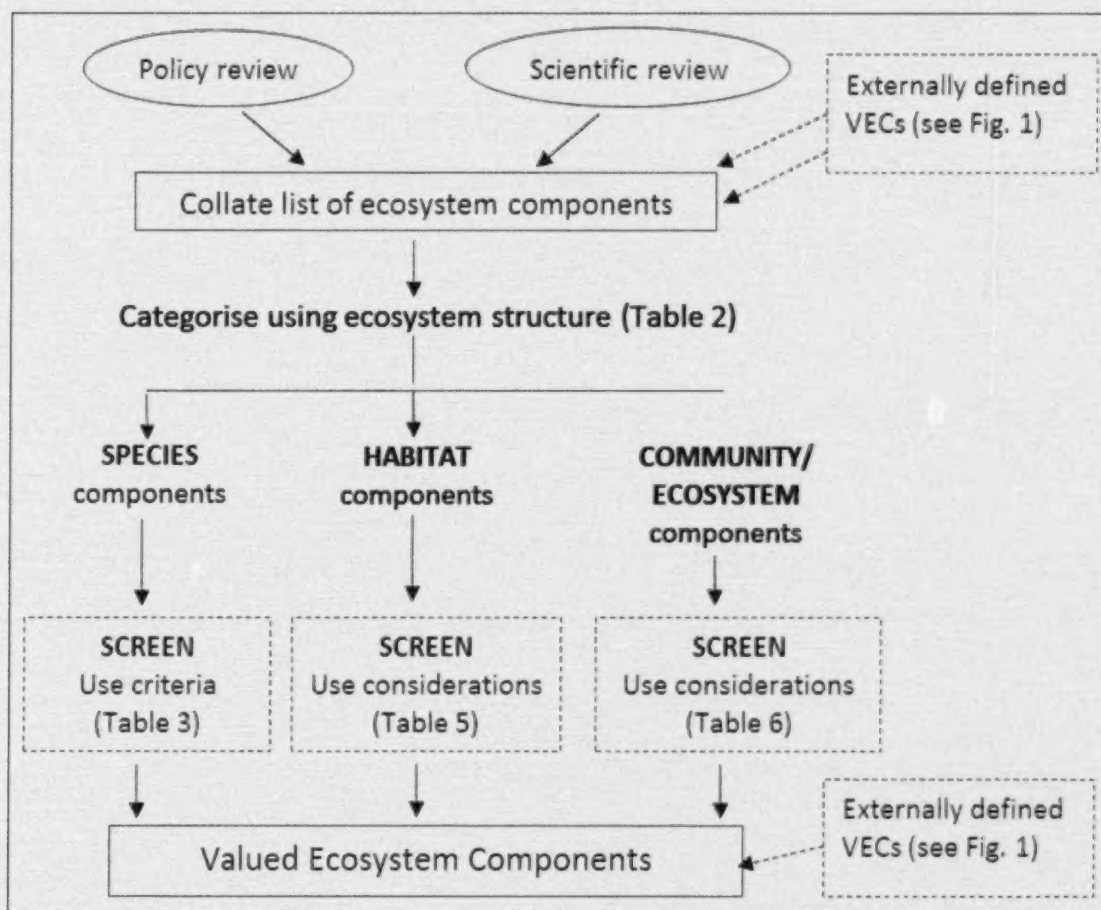 Policy review
Scientific review
Externally defined
VECs (see Fig. 1)
Collate list of ecosystem components
Categorise using ecosystem structure (Table 2)
SPECIES
components
HABITAT
components
COMMUNITY/
ECOSYSTEM
components
SCREEN
Use criteria
(Table 3)
SCREEN
Use considerations
(Table 5)
SCREEN
Use considerations
(Table 6)
Externally defined
VECs (see Fig. 1)
Valued Ecosystem Components